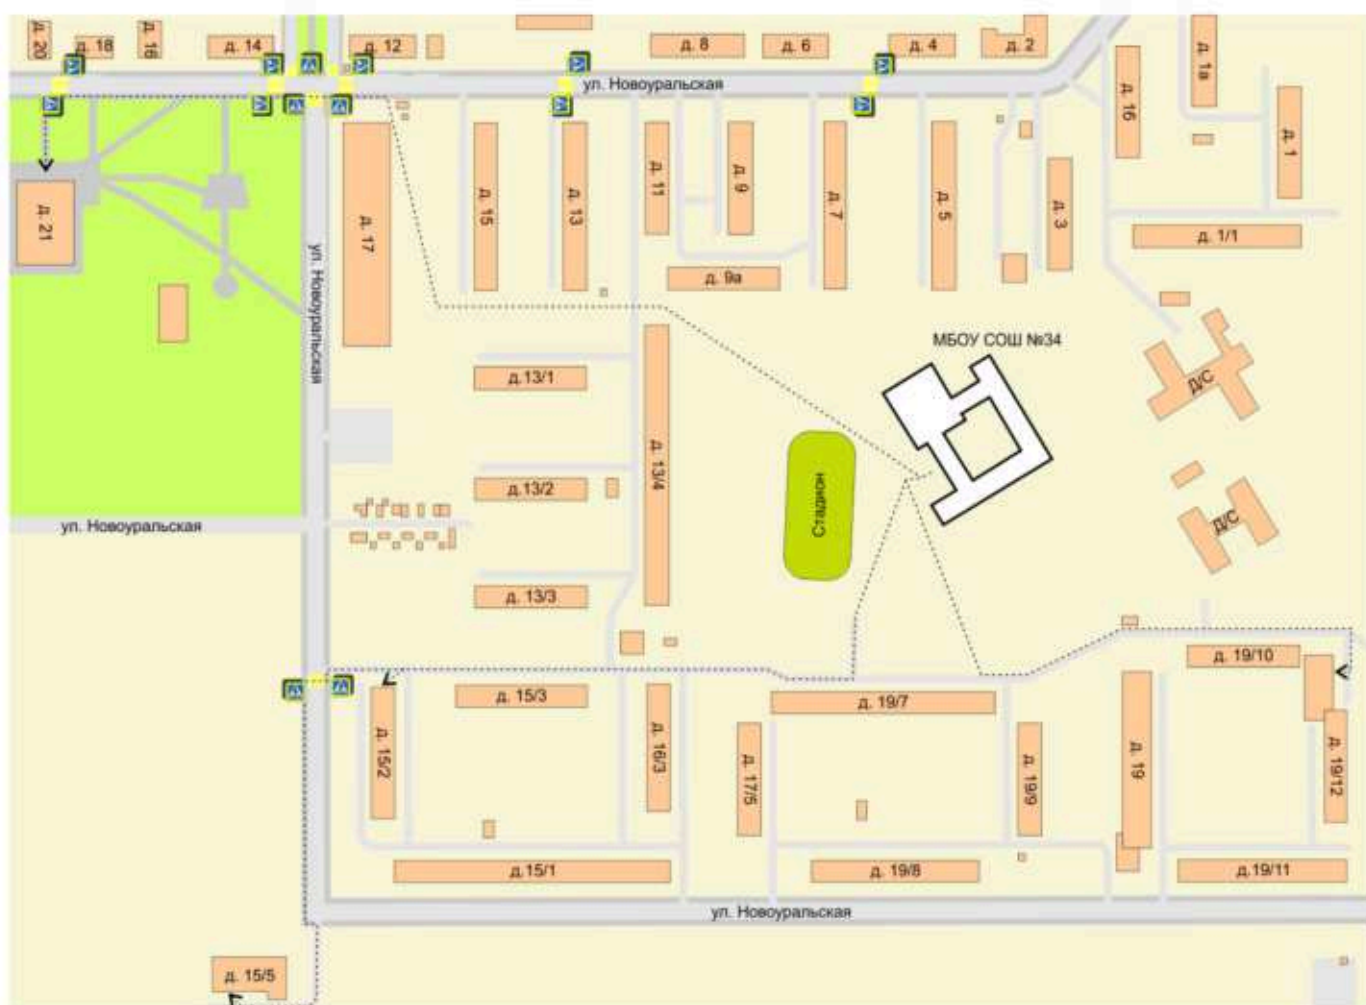 д. 20
д. 18
д. 16
д. 14
д. 12
д. 8
д. 6
д. 4
д. 2
д. 1а
д. 16
д. 1
ул. Новоуральская
д. 21
д. 17
д. 15
д. 13
д. 11
д. 9
д. 7
д. 5
д. 3
д. 1/1
д. 9а
ул. Новоуральская
МБОУ СОШ №34
д.13/1
Д/С
д.13/2
д. 13/4
Стадион
ул. Новоуральская
Д/С
д. 13/3
д. 19/10
д. 15/2
д. 15/3
д. 16/3
д. 19/7
д. 17/5
д. 19/9
д. 19
д. 19/12
д.15/1
д. 19/8
д.19/11
ул. Новоуральская
д. 15/5